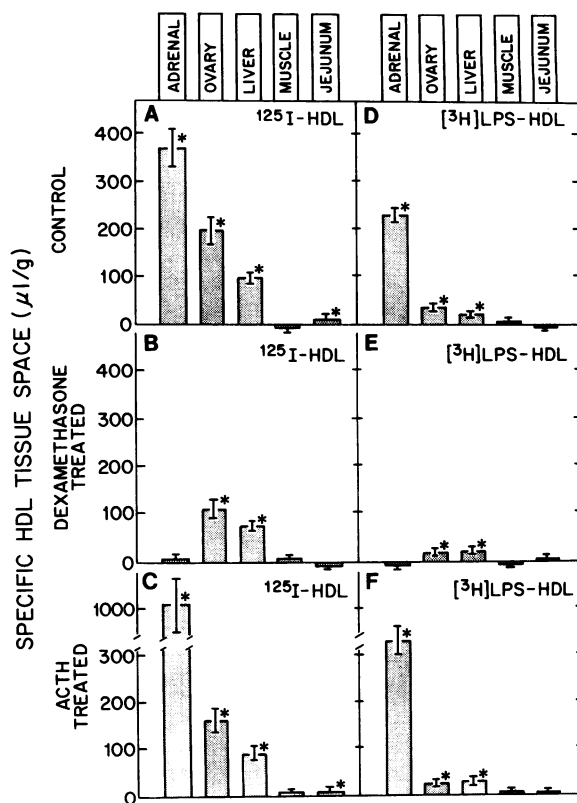 ADRENAL OVARY LIVER MUSCLE JEJUNUM ADRENAL OVARY LIVER MUSCLE JEJUNUM
SPECIFIC HDL TISSUE SPACE (μl/g)
CONTROL
A 125I-HDL D [3H]LPS-HDL
400
300
200
100
0
* * * * * * *
DEXAMETHASONE
TREATED
B 125I-HDL E [3H]LPS-HDL
400
300
200
100
0
* * * *
ACTH
TREATED
C 125I-HDL F [3H]LPS-HDL
1000
300
200
100
0
* * * * * * *